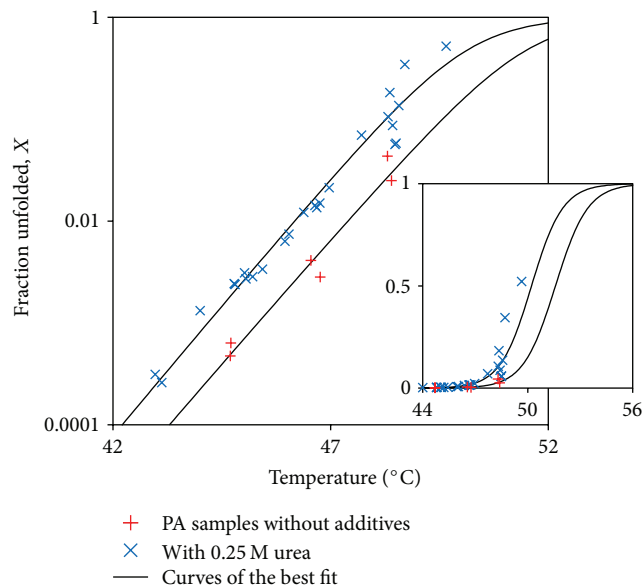 1
0.01
0.0001
Fraction unfolded, X
42
47
52
Temperature (°C)
1
0.5
0
44
50
56
PA samples without additives
With 0.25 M urea
Curves of the best fit